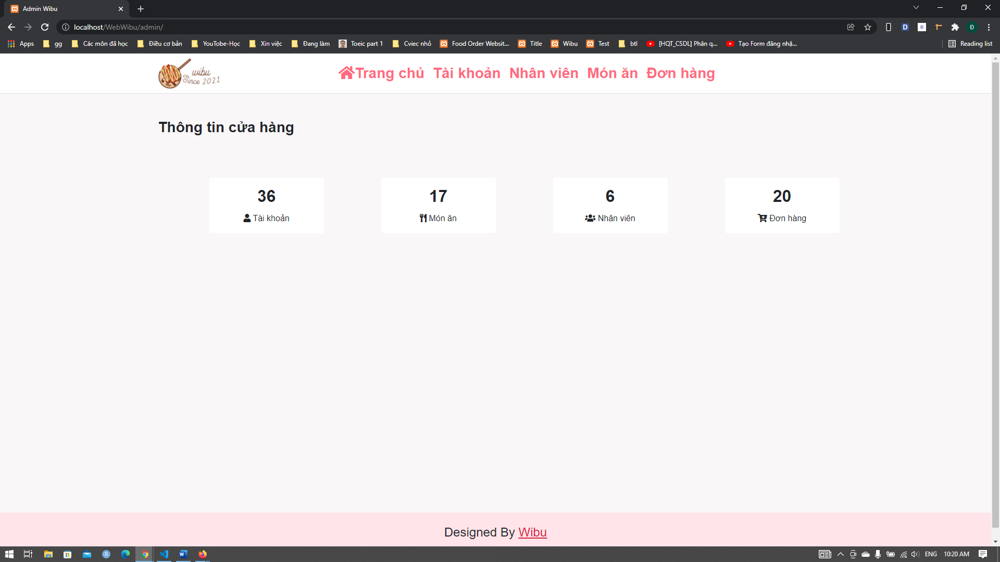 Admin Wibu
localhost/WebWibu/admin/
Apps gg Các môn đã học Điều cơ bản YouTobe-Học Xin việc Đang làm Toeic part 1 Cviec nhỏ Food Order Websit... Title Wibu Test btl [HQT_CSDL] Phân q... Tạo Form đăng nhậ... Reading list
wibu
Since 2021
Trang chủ Tài khoản Nhân viên Món ăn Đơn hàng
Thông tin cửa hàng
36 17 6 20
Tài khoản Món ăn Nhân viên Đơn hàng
Designed By Wibu
ENG 10:20 AM